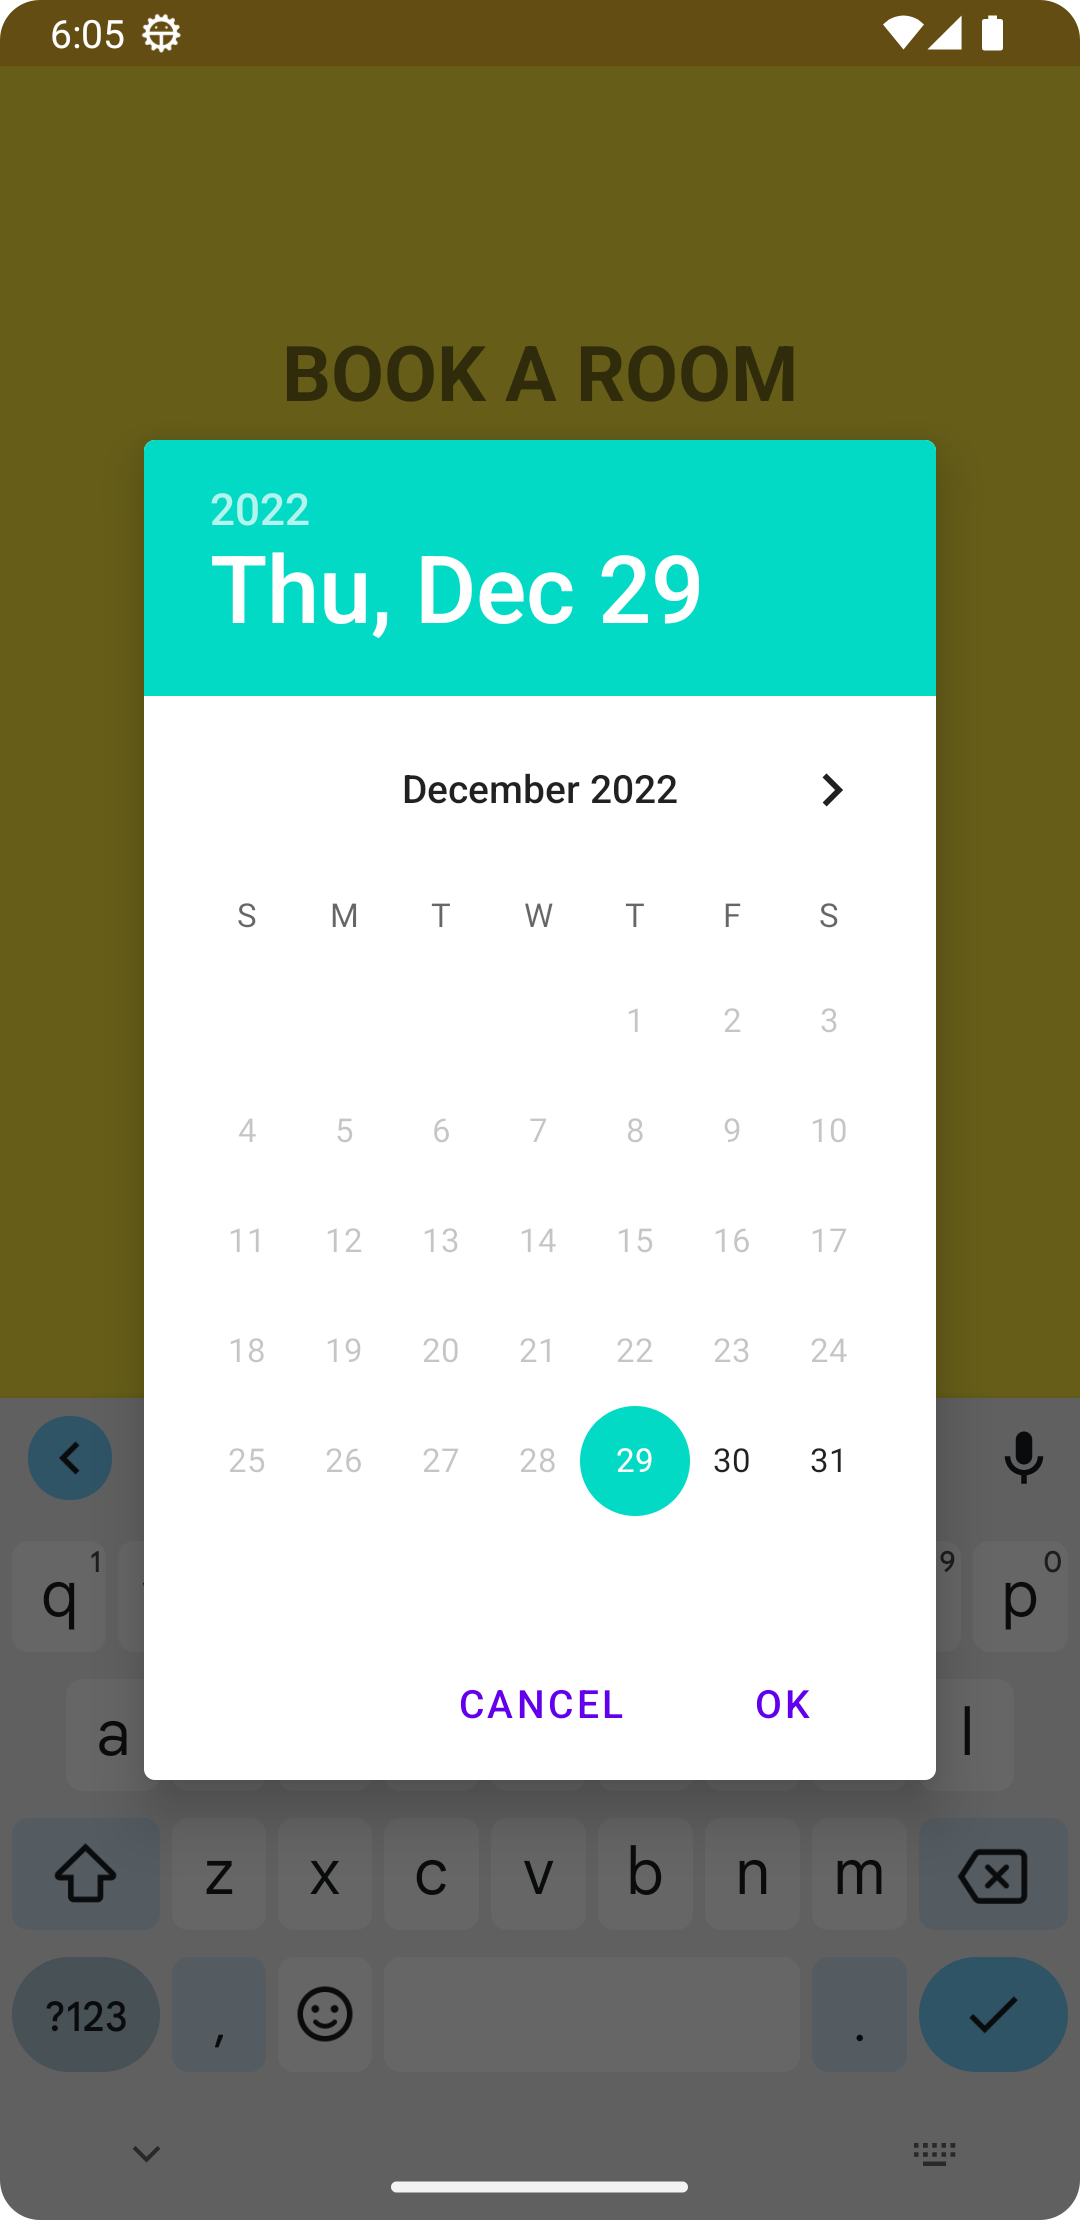 6:05
BOOK A ROOM
2022
Thu, Dec 29
December 2022
S M T W T F S
1 2 3
4 5 6 7 8 9 10
11 12 13 14 15 16 17
18 19 20 21 22 23 24
25 26 27 28 29 30 31
CANCEL OK
q 1 9 p 0
a l
z x c v b n m
?123 , .